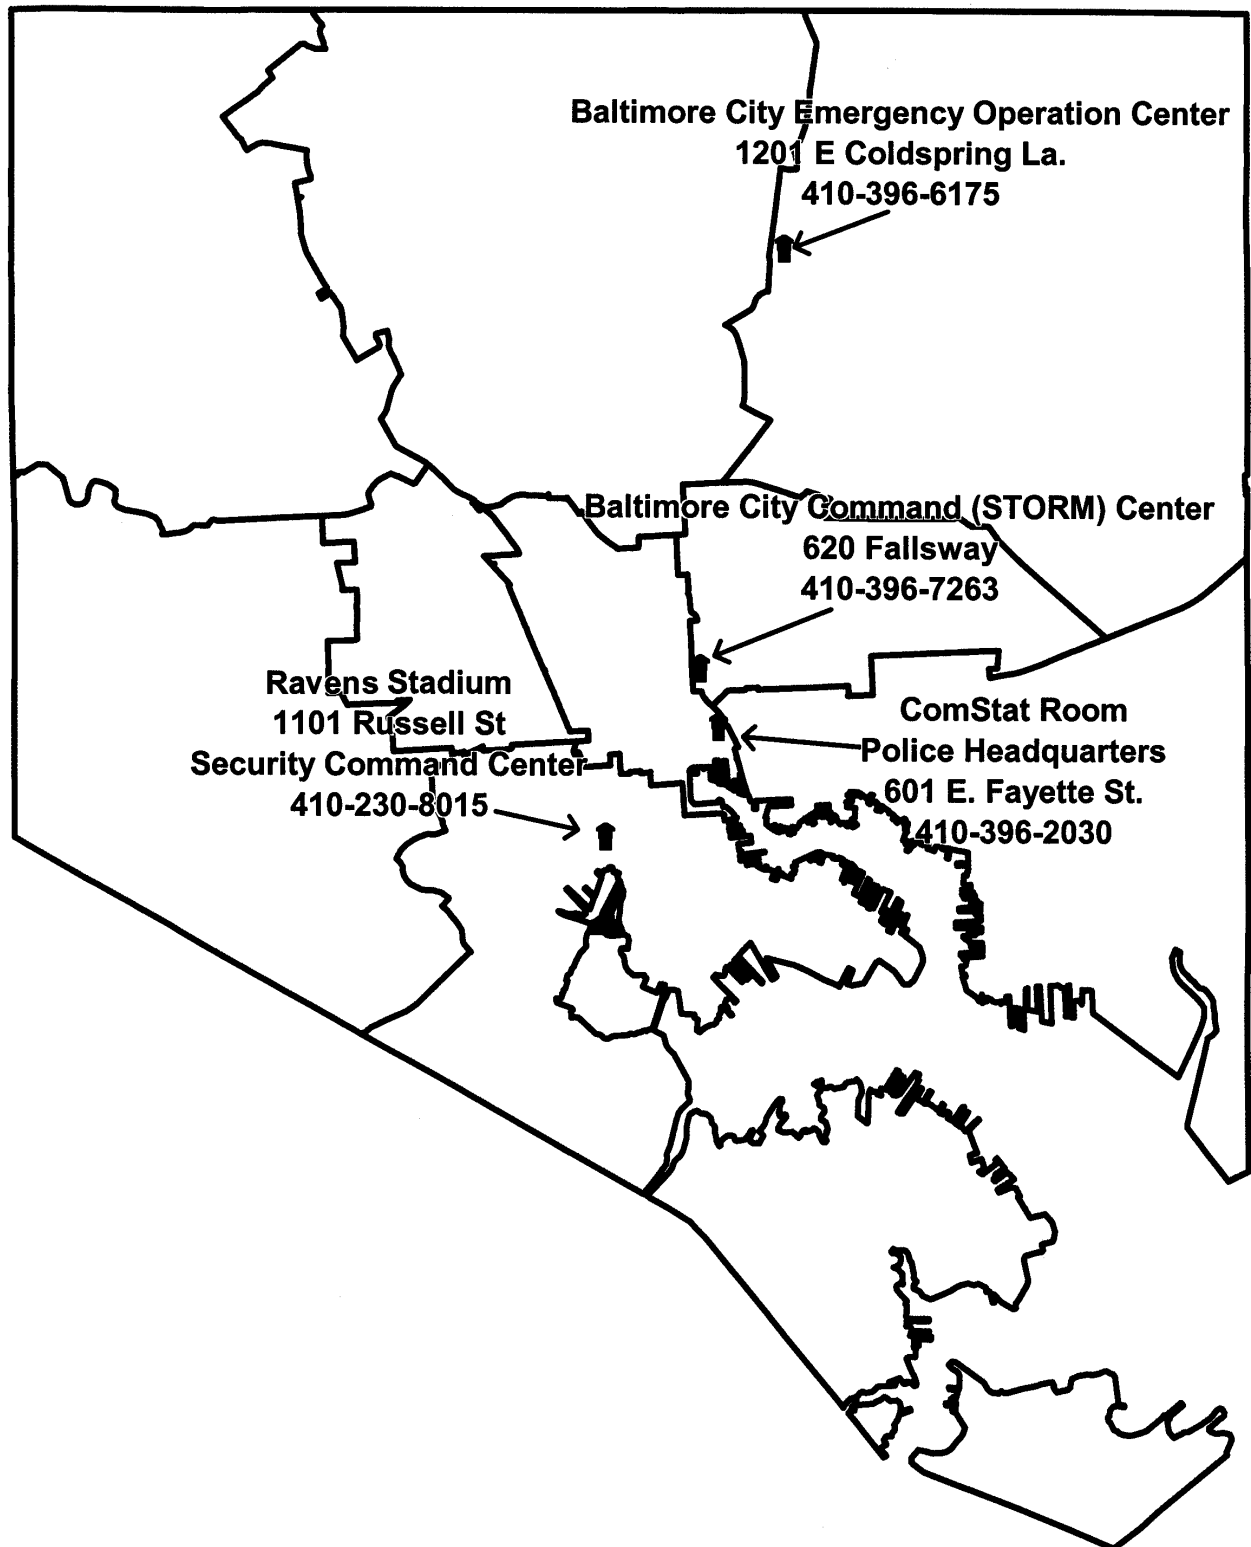 Baltimore City Emergency Operation Center
1201 E Coldspring La.
410-396-6175
Baltimore City Command (STORM) Center
620 Fallsway
410-396-7263
Ravens Stadium
1101 Russell St
Security Command Center
410-230-8015
ComStat Room
Police Headquarters
601 E. Fayette St.
410-396-2030